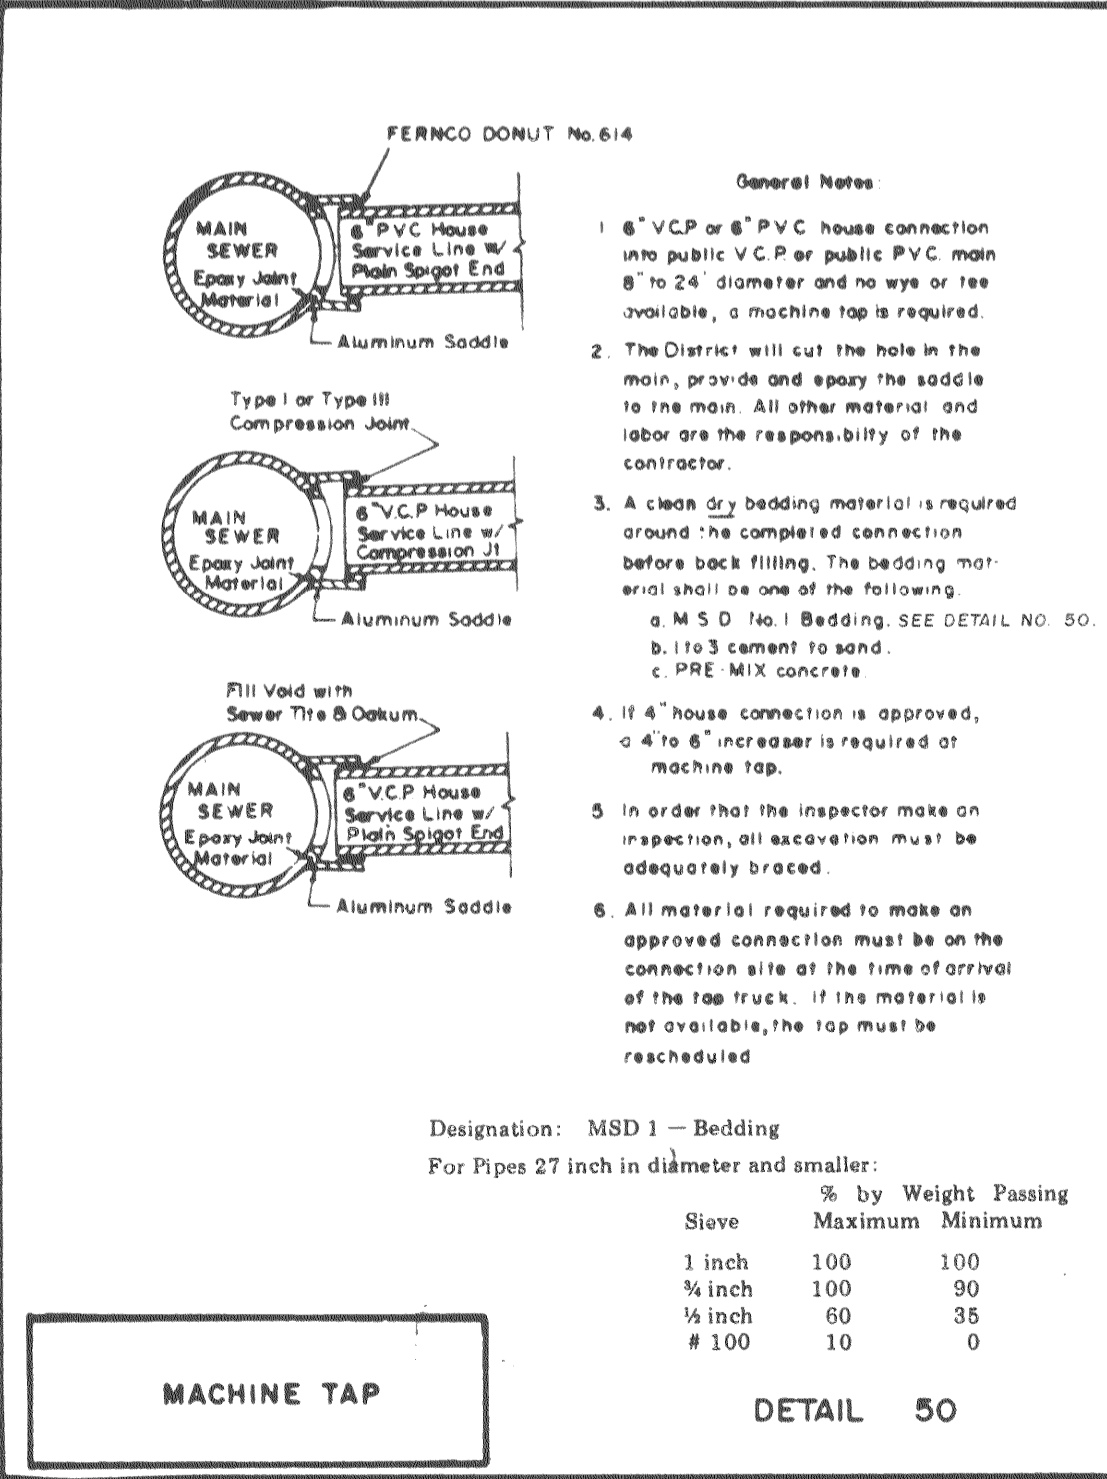 FERNCO DONUT No. 614
MAIN
SEWER
Epoxy Joint
Material
6" PVC House
Service Line w/
Plain Spigot End
Aluminum Saddle
Type I or Type III
Compression Joint
MAIN
SEWER
Epoxy Joint
Material
6" V.C.P House
Service Line w/
Compression Jt
Aluminum Saddle
Fill Void with
Sewer Tite & Oakum
MAIN
SEWER
Epoxy Joint
Material
6" V.C.P House
Service Line w/
Plain Spigot End
Aluminum Saddle
General Notes:
1 6" VCP or 6" PVC house connection
into public V.C.P. or public PVC. main
8" to 24" diameter and no wye or tee
available, a machine tap is required.
2. The District will cut the hole in the
main, provide and epoxy the saddle
to the main. All other material and
labor are the responsibilty of the
contractor.
3. A clean dry bedding material is required
around the completed connection
before back filling. The bedding mat-
erial shall be one of the following.
a. M S D No. 1 Bedding. SEE DETAIL NO. 50.
b. 1 to 3 cement to sand.
c. PRE-MIX concrete.
4. If 4" house connection is approved,
a 4" to 6" increaser is required at
machine tap.
5 In order that the inspector make an
inspection, all excavation must be
adequately braced.
6. All material required to make an
approved connection must be on the
connection site at the time of arrival
of the tap truck. If the material is
not available, the tap must be
rescheduled
Designation: MSD 1 — Bedding
For Pipes 27 inch in diameter and smaller:
% by Weight Passing
Sieve Maximum Minimum
1 inch 100 100
¾ inch 100 90
½ inch 60 35
# 100 10 0
MACHINE TAP
DETAIL 50